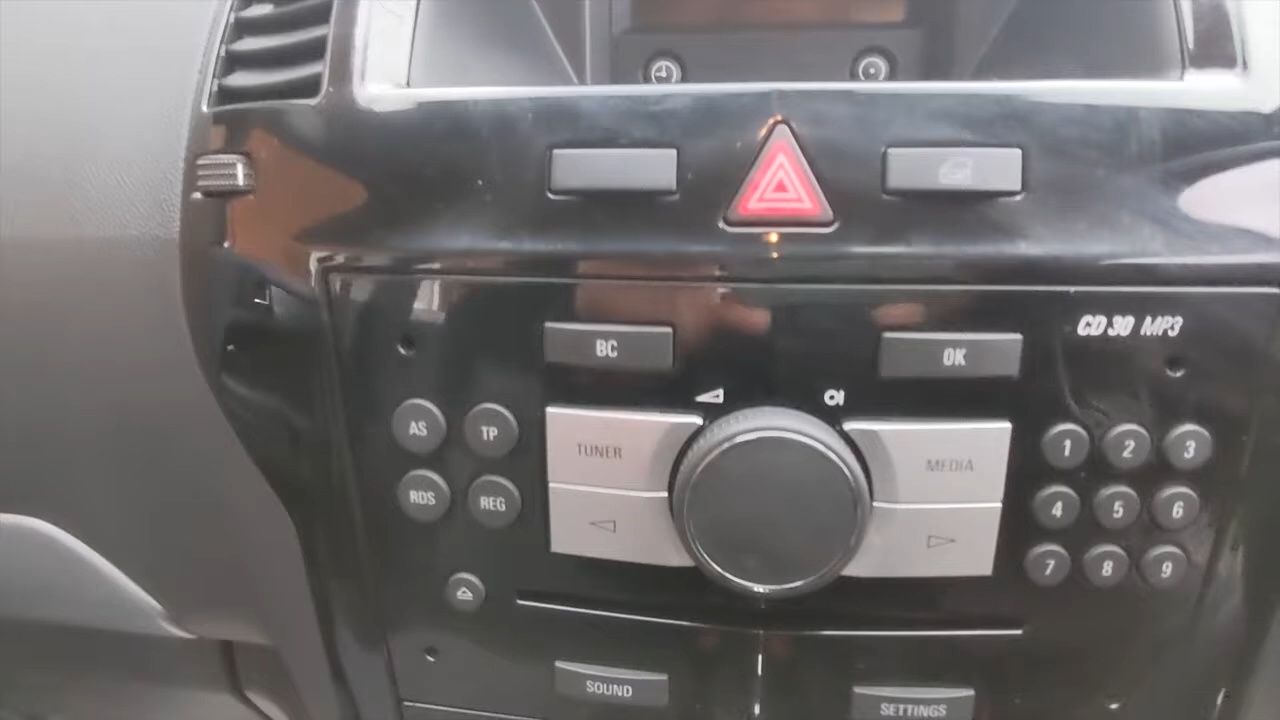 CD 30 MP3
BC
OK
AS
TP
TUNER
MEDIA
1
2
3
RDS
REG
4
5
6
7
8
9
SOUND
SETTINGS